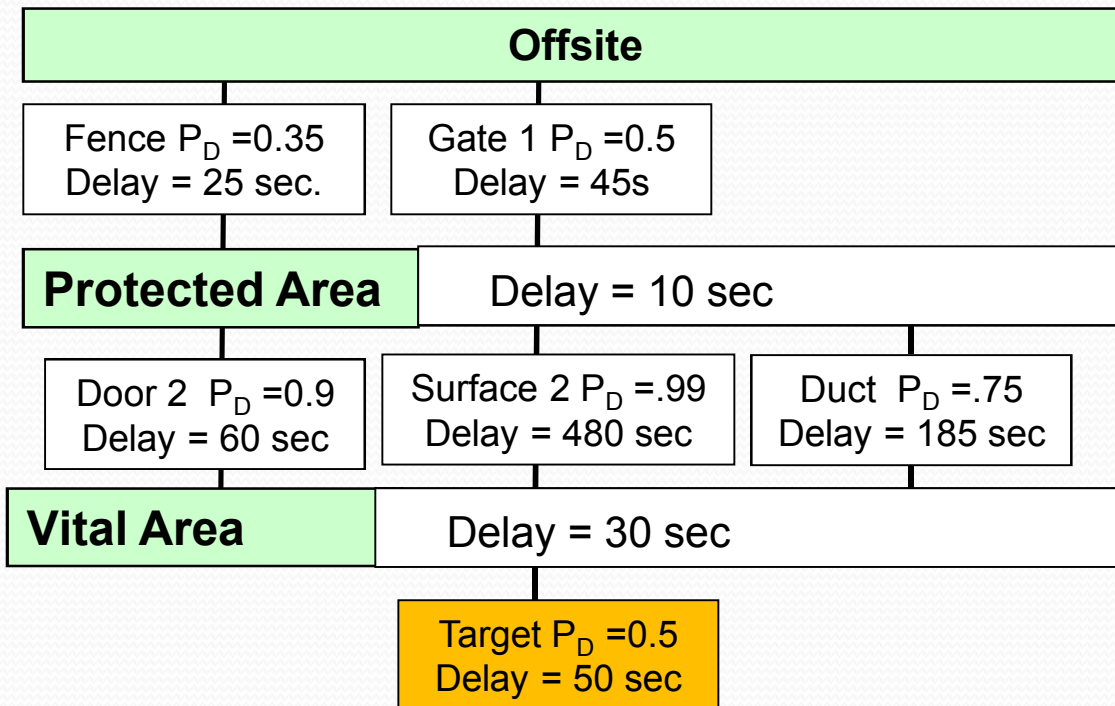 Offsite
Fence P_D =0.35
Delay = 25 sec.
Gate 1 P_D =0.5
Delay = 45s
Protected Area
Delay = 10 sec
Door 2 P_D =0.9
Delay = 60 sec
Surface 2 P_D =.99
Delay = 480 sec
Duct P_D =.75
Delay = 185 sec
Vital Area
Delay = 30 sec
Target P_D =0.5
Delay = 50 sec